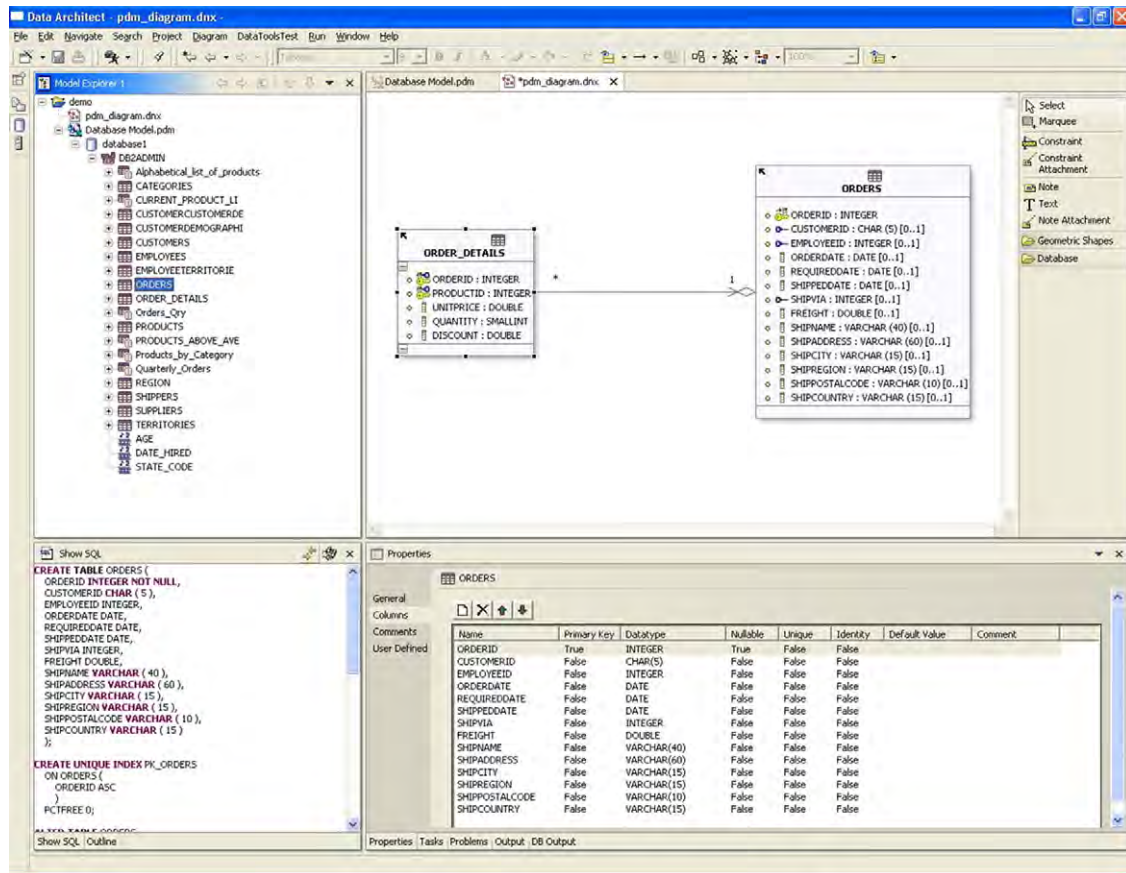 Data Architect - pdm_diagram.dnx -
File Edit Navigate Search Project Diagram DataToolsTest Run Window Help
Tahoma 9 B I A 100%
Model Explorer 1
demo
pdm_diagram.dnx
Database Model.pdm
database1
DB2ADMIN
Alphabetical_list_of_products
CATEGORIES
CURRENT_PRODUCT_LI
CUSTOMERCUSTOMERDE
CUSTOMERDEMOGRAPHI
CUSTOMERS
EMPLOYEES
EMPLOYEETERRITORIE
ORDERS
ORDER_DETAILS
Orders_Qry
PRODUCTS
PRODUCTS_ABOVE_AVE
Products_by_Category
Quarterly_Orders
REGION
SHIPPERS
SUPPLIERS
TERRITORIES
AGE
DATE_HIRED
STATE_CODE
Database Model.pdm *pdm_diagram.dnx
ORDER_DETAILS
ORDERID : INTEGER
PRODUCTID : INTEGER
UNITPRICE : DOUBLE
QUANTITY : SMALLINT
DISCOUNT : DOUBLE
* 1
ORDERS
ORDERID : INTEGER
CUSTOMERID : CHAR (5) [0..1]
EMPLOYEEID : INTEGER [0..1]
ORDERDATE : DATE [0..1]
REQUIREDDATE : DATE [0..1]
SHIPPEDDATE : DATE [0..1]
SHIPVIA : INTEGER [0..1]
FREIGHT : DOUBLE [0..1]
SHIPNAME : VARCHAR (40) [0..1]
SHIPADDRESS : VARCHAR (60) [0..1]
SHIPCITY : VARCHAR (15) [0..1]
SHIPREGION : VARCHAR (15) [0..1]
SHIPPOSTALCODE : VARCHAR (10) [0..1]
SHIPCOUNTRY : VARCHAR (15) [0..1]
Select
Marquee
Constraint
Constraint
Attachment
Note
Text
Note Attachment
Geometric Shapes
Database
Show SQL
CREATE TABLE ORDERS (
ORDERID INTEGER NOT NULL,
CUSTOMERID CHAR ( 5 ),
EMPLOYEEID INTEGER,
ORDERDATE DATE,
REQUIREDDATE DATE,
SHIPPEDDATE DATE,
SHIPVIA INTEGER,
FREIGHT DOUBLE,
SHIPNAME VARCHAR ( 40 ),
SHIPADDRESS VARCHAR ( 60 ),
SHIPCITY VARCHAR ( 15 ),
SHIPREGION VARCHAR ( 15 ),
SHIPPOSTALCODE VARCHAR ( 10 ),
SHIPCOUNTRY VARCHAR ( 15 )
);
CREATE UNIQUE INDEX PK_ORDERS
ON ORDERS (
ORDERID ASC
)
PCTFREE 0;
Show SQL Outline
Properties
ORDERS
General
Columns
Comments
User Defined
Name Primary Key Datatype Nullable Unique Identity Default Value Comment
ORDERID True INTEGER True False False
CUSTOMERID False CHAR(5) False False False
EMPLOYEEID False INTEGER False False False
ORDERDATE False DATE False False False
REQUIREDDATE False DATE False False False
SHIPPEDDATE False DATE False False False
SHIPVIA False INTEGER False False False
FREIGHT False DOUBLE False False False
SHIPNAME False VARCHAR(40) False False False
SHIPADDRESS False VARCHAR(60) False False False
SHIPCITY False VARCHAR(15) False False False
SHIPREGION False VARCHAR(15) False False False
SHIPPOSTALCODE False VARCHAR(10) False False False
SHIPCOUNTRY False VARCHAR(15) False False False
Properties Tasks Problems Output DB Output